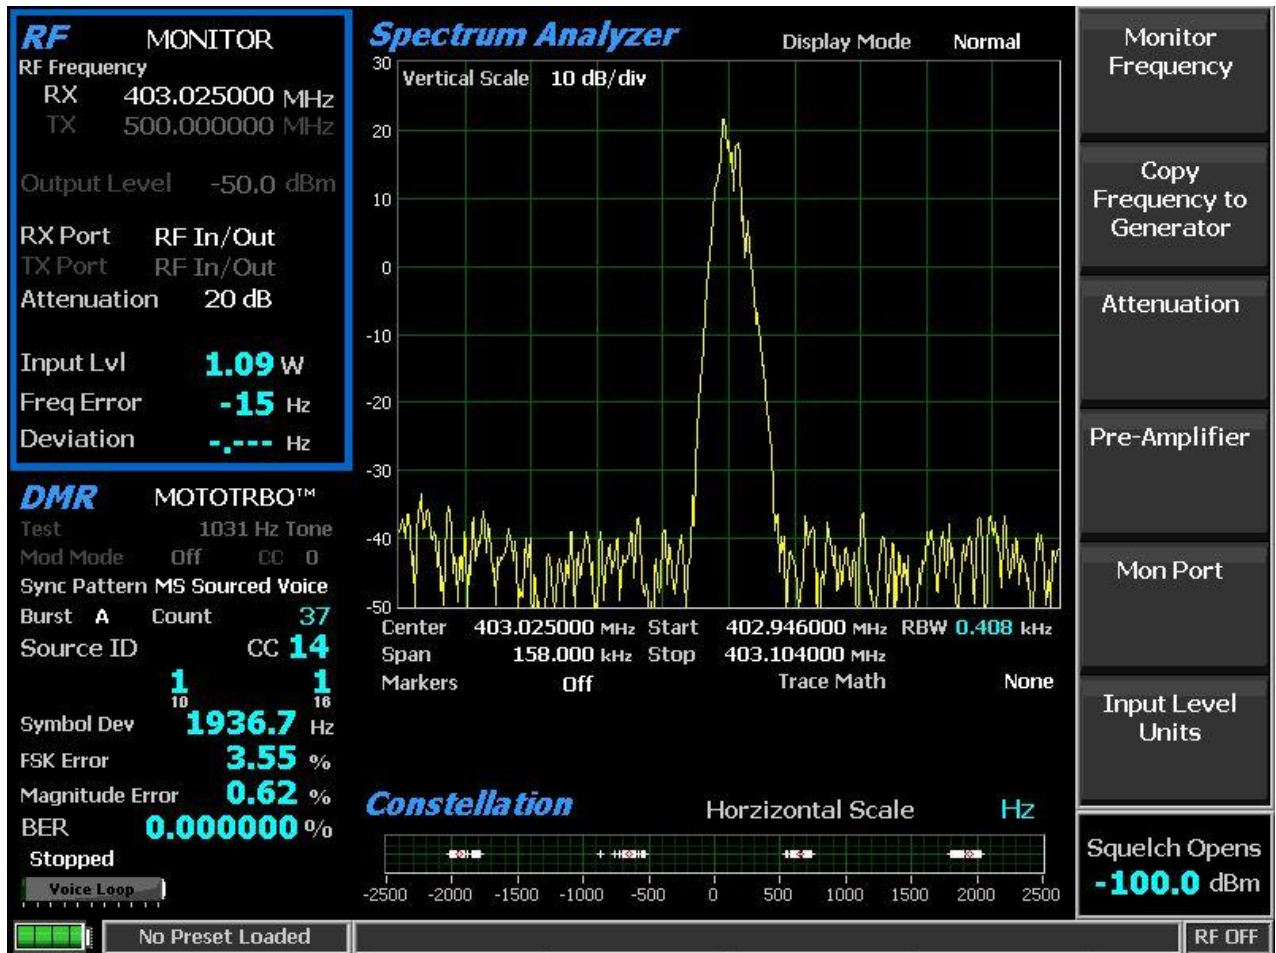 RF MONITOR
RF Frequency
RX 403.025000 MHz
TX 500.000000 MHz
Output Level -50.0 dBm
RX Port RF In/Out
TX Port RF In/Out
Attenuation 20 dB
Input Lvl 1.09 W
Freq Error -15 Hz
Deviation -.--- Hz
DMR MOTOTRBO™
Test 1031 Hz Tone
Mod Mode Off CC 0
Sync Pattern MS Sourced Voice
Burst A Count 37
Source ID CC 14
1 1
10 16
Symbol Dev 1936.7 Hz
FSK Error 3.55 %
Magnitude Error 0.62 %
BER 0.000000 %
Stopped
Voice Loop
Spectrum Analyzer Display Mode Normal
Vertical Scale 10 dB/div
30
20
10
0
-10
-20
-30
-40
-50
Center 403.025000 MHz Start 402.946000 MHz RBW 0.408 kHz
Span 158.000 kHz Stop 403.104000 MHz
Markers Off Trace Math None
Constellation Horzizontal Scale Hz
-2500 -2000 -1500 -1000 -500 0 500 1000 1500 2000 2500
Monitor
Frequency
Copy
Frequency to
Generator
Attenuation
Pre-Amplifier
Mon Port
Input Level
Units
Squelch Opens
-100.0 dBm
No Preset Loaded
RF OFF